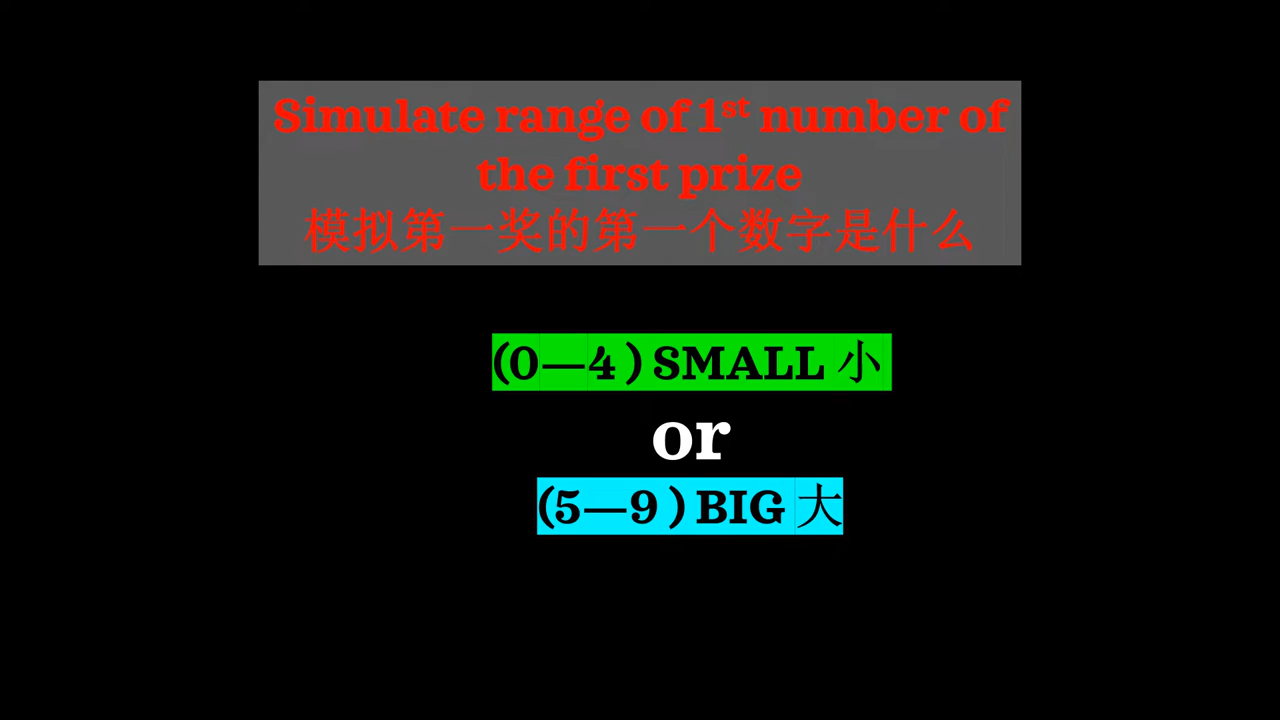 Simulate range of 1st number of
the first prize
模拟第一奖的第一个数字是什么
(0—4 ) SMALL 小
or
(5—9 ) BIG 大